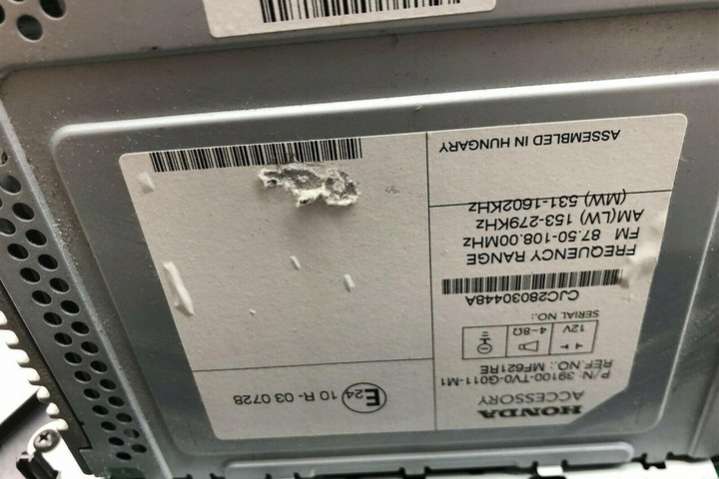 HONDA
ACCESSORY
P/N: 39100-TV0-G011-M1
REF.NO.: MF621RE
12V 4-8Ω
SERIAL NO.:
CJC28030448A
FREQUENCY RANGE
FM 87.50-108.00MHz
AM(LW) 153-279KHz
(MW) 531-1602KHz
ASSEMBLED IN HUNGARY
E24 10 R- 03 0728